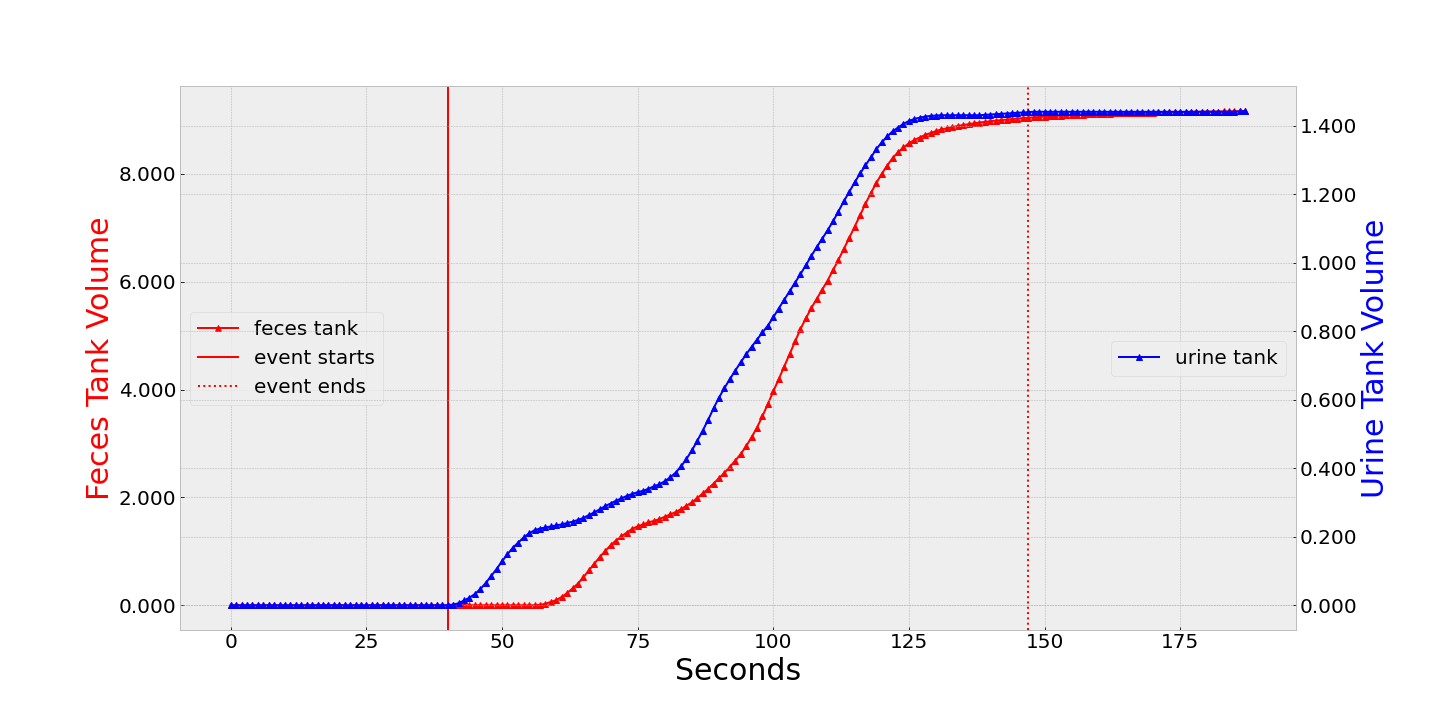 Feces Tank Volume
8.000
6.000
4.000
2.000
0.000
feces tank
event starts
event ends
urine tank
1.400
1.200
1.000
0.800
0.600
0.400
0.200
0.000
Urine Tank Volume
0 25 50 75 100 125 150 175
Seconds